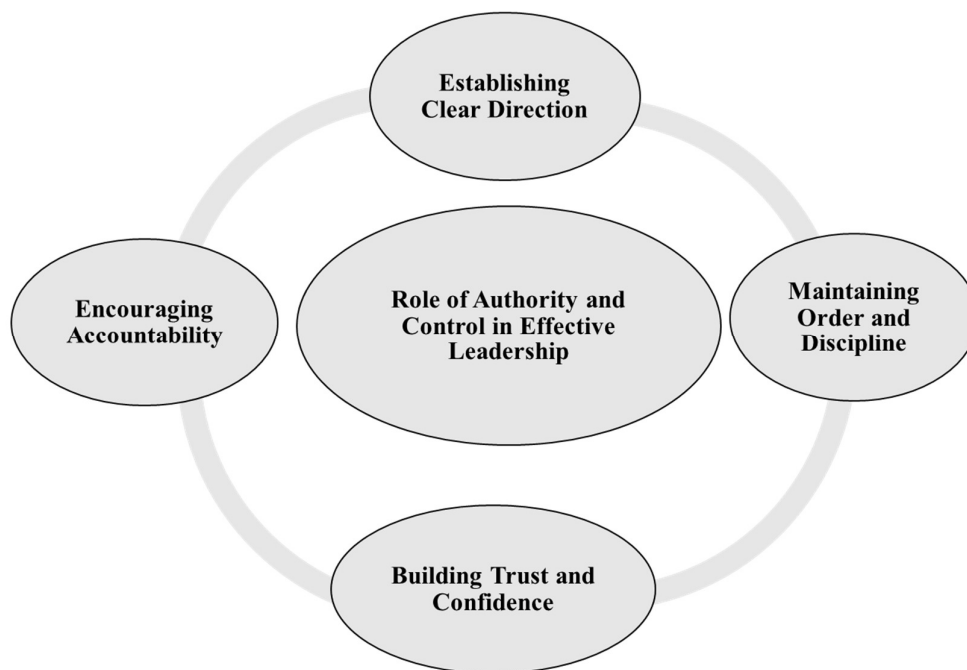 Establishing
Clear Direction
Encouraging
Accountability
Role of Authority and
Control in Effective
Leadership
Maintaining
Order and
Discipline
Building Trust and
Confidence